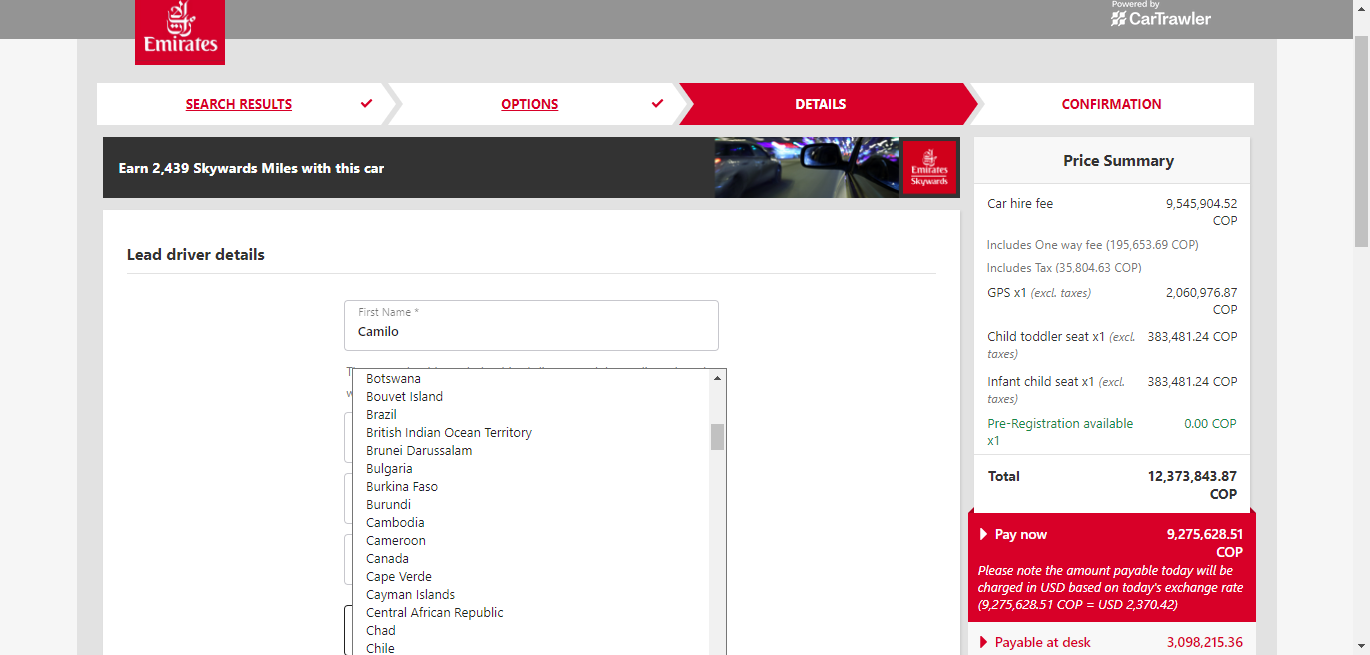 Powered by
CarTrawler
Emirates
SEARCH RESULTS
OPTIONS
DETAILS
CONFIRMATION
Earn 2,439 Skywards Miles with this car
Emirates
Skywards
Lead driver details
First Name *
Camilo
Botswana
Bouvet Island
Brazil
British Indian Ocean Territory
Brunei Darussalam
Bulgaria
Burkina Faso
Burundi
Cambodia
Cameroon
Canada
Cape Verde
Cayman Islands
Central African Republic
Chad
Chile
Price Summary
Car hire fee 9,545,904.52
COP
Includes One way fee (195,653.69 COP)
Includes Tax (35,804.63 COP)
GPS x1 (excl. taxes) 2,060,976.87
COP
Child toddler seat x1 (excl. 383,481.24 COP
taxes)
Infant child seat x1 (excl. 383,481.24 COP
taxes)
Pre-Registration available 0.00 COP
x1
Total 12,373,843.87
COP
Pay now 9,275,628.51
COP
Please note the amount payable today will be
charged in USD based on today's exchange rate
(9,275,628.51 COP = USD 2,370.42)
Payable at desk 3,098,215.36